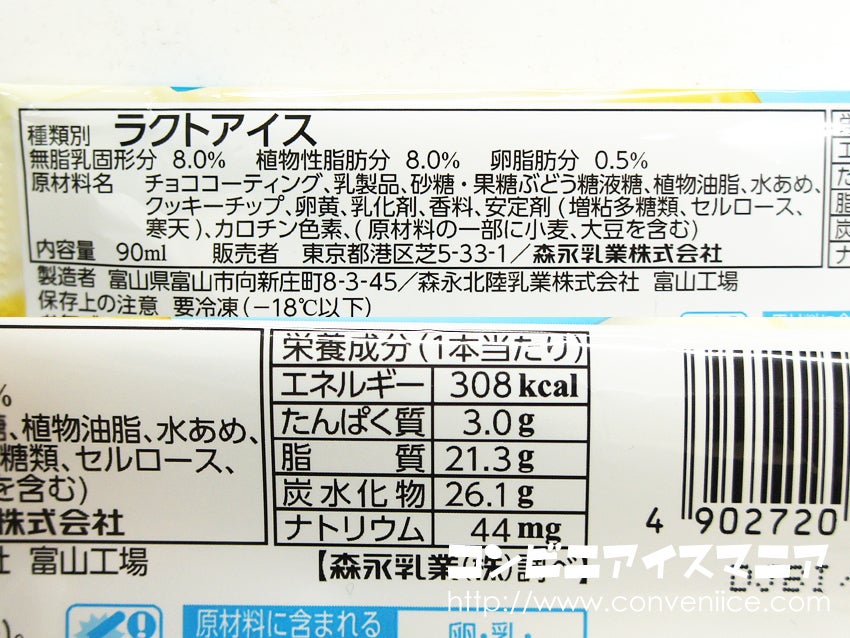 種類別 ラクトアイス
無脂乳固形分 8.0% 植物性脂肪分 8.0% 卵脂肪分 0.5%
原材料名 チョココーティング、乳製品、砂糖・果糖ぶどう糖液糖、植物油脂、水あめ、
クッキーチップ、卵黄、乳化剤、香料、安定剤(増粘多糖類、セルロース、
寒天)、カロチン色素、(原材料の一部に小麦、大豆を含む)
内容量 90ml 販売者 東京都港区芝5-33-1/森永乳業株式会社
製造者 富山県富山市向新庄町8-3-45/森永北陸乳業株式会社 富山工場
保存上の注意 要冷凍(-18℃以下)
栄養成分(1本当たり)
エネルギー 308kcal
たんぱく質 3.0g
脂質 21.3g
炭水化物 26.1g
ナトリウム 44mg
【森永乳業(株)調べ】
%
、植物油脂、水あめ、
糖類、セルロース、
を含む)
株式会社
富山工場
4 902720
コンビニアイスマニア
http://www.conveniice.com
原材料に含まれる
卵・乳・